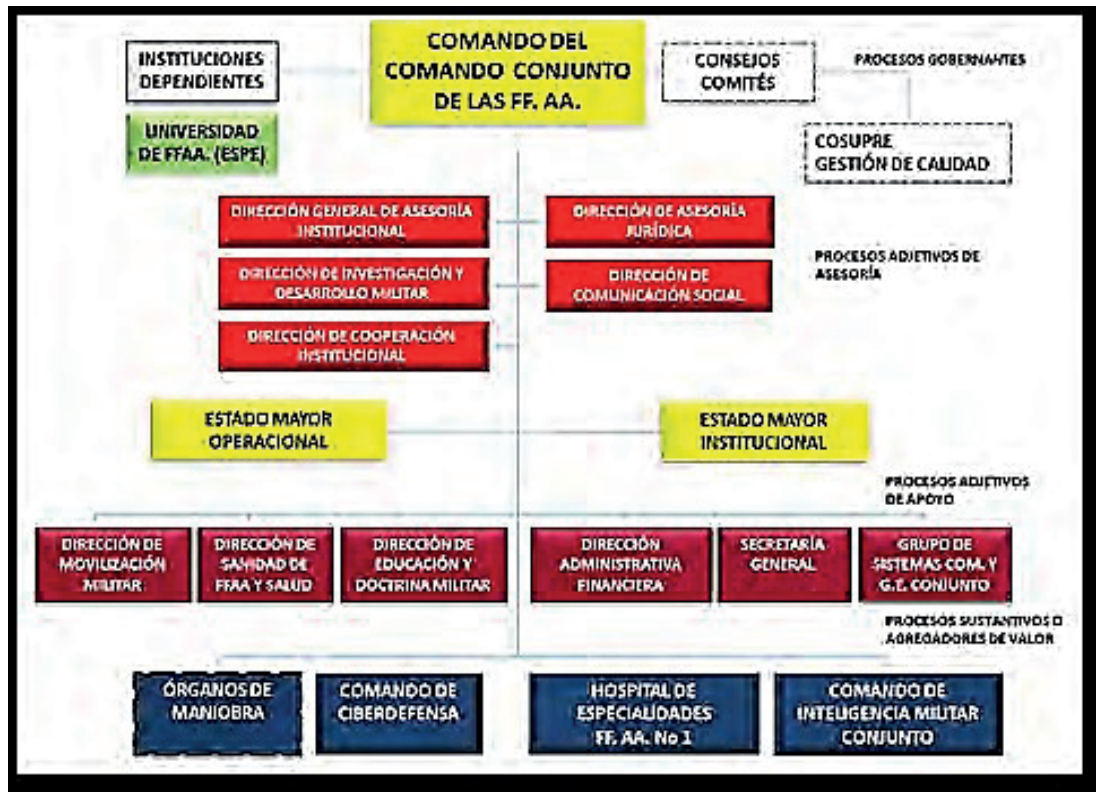 INSTITUCIONES
DEPENDIENTES
UNIVERSIDAD
DE FFAA. (ESPE)
COMANDO DEL
COMANDO CONJUNTO
DE LAS FF. AA.
CONSEJOS
COMITÉS
PROCESOS GOBERNANTES
COSUPRE
GESTIÓN DE CALIDAD
DIRECCIÓN GENERAL DE ASESORÍA
INSTITUCIONAL
DIRECCIÓN DE ASESORÍA
JURÍDICA
DIRECCIÓN DE INVESTIGACIÓN Y
DESARROLLO MILITAR
DIRECCIÓN DE
COMUNICACIÓN SOCIAL
PROCESOS ADJETIVOS DE
ASESORÍA
DIRECCIÓN DE COOPERACIÓN
INSTITUCIONAL
ESTADO MAYOR
OPERACIONAL
ESTADO MAYOR
INSTITUCIONAL
PROCESOS ADJETIVOS
DE APOYO
DIRECCIÓN DE
MOVILIZACIÓN
MILITAR
DIRECCIÓN DE
SANIDAD DE
FFAA Y SALUD
DIRECCIÓN DE
EDUCACIÓN Y
DOCTRINA MILITAR
DIRECCIÓN
ADMINISTRATIVA
FINANCIERA
SECRETARÍA
GENERAL
GRUPO DE
SISTEMAS COM. Y
G.E. CONJUNTO
PROCESOS SUSTANTIVOS O
AGREGADORES DE VALOR
ÓRGANOS DE
MANIOBRA
COMANDO DE
CIBERDEFENSA
HOSPITAL DE
ESPECIALIDADES
FF. AA. No 1
COMANDO DE
INTELIGENCIA MILITAR
CONJUNTO